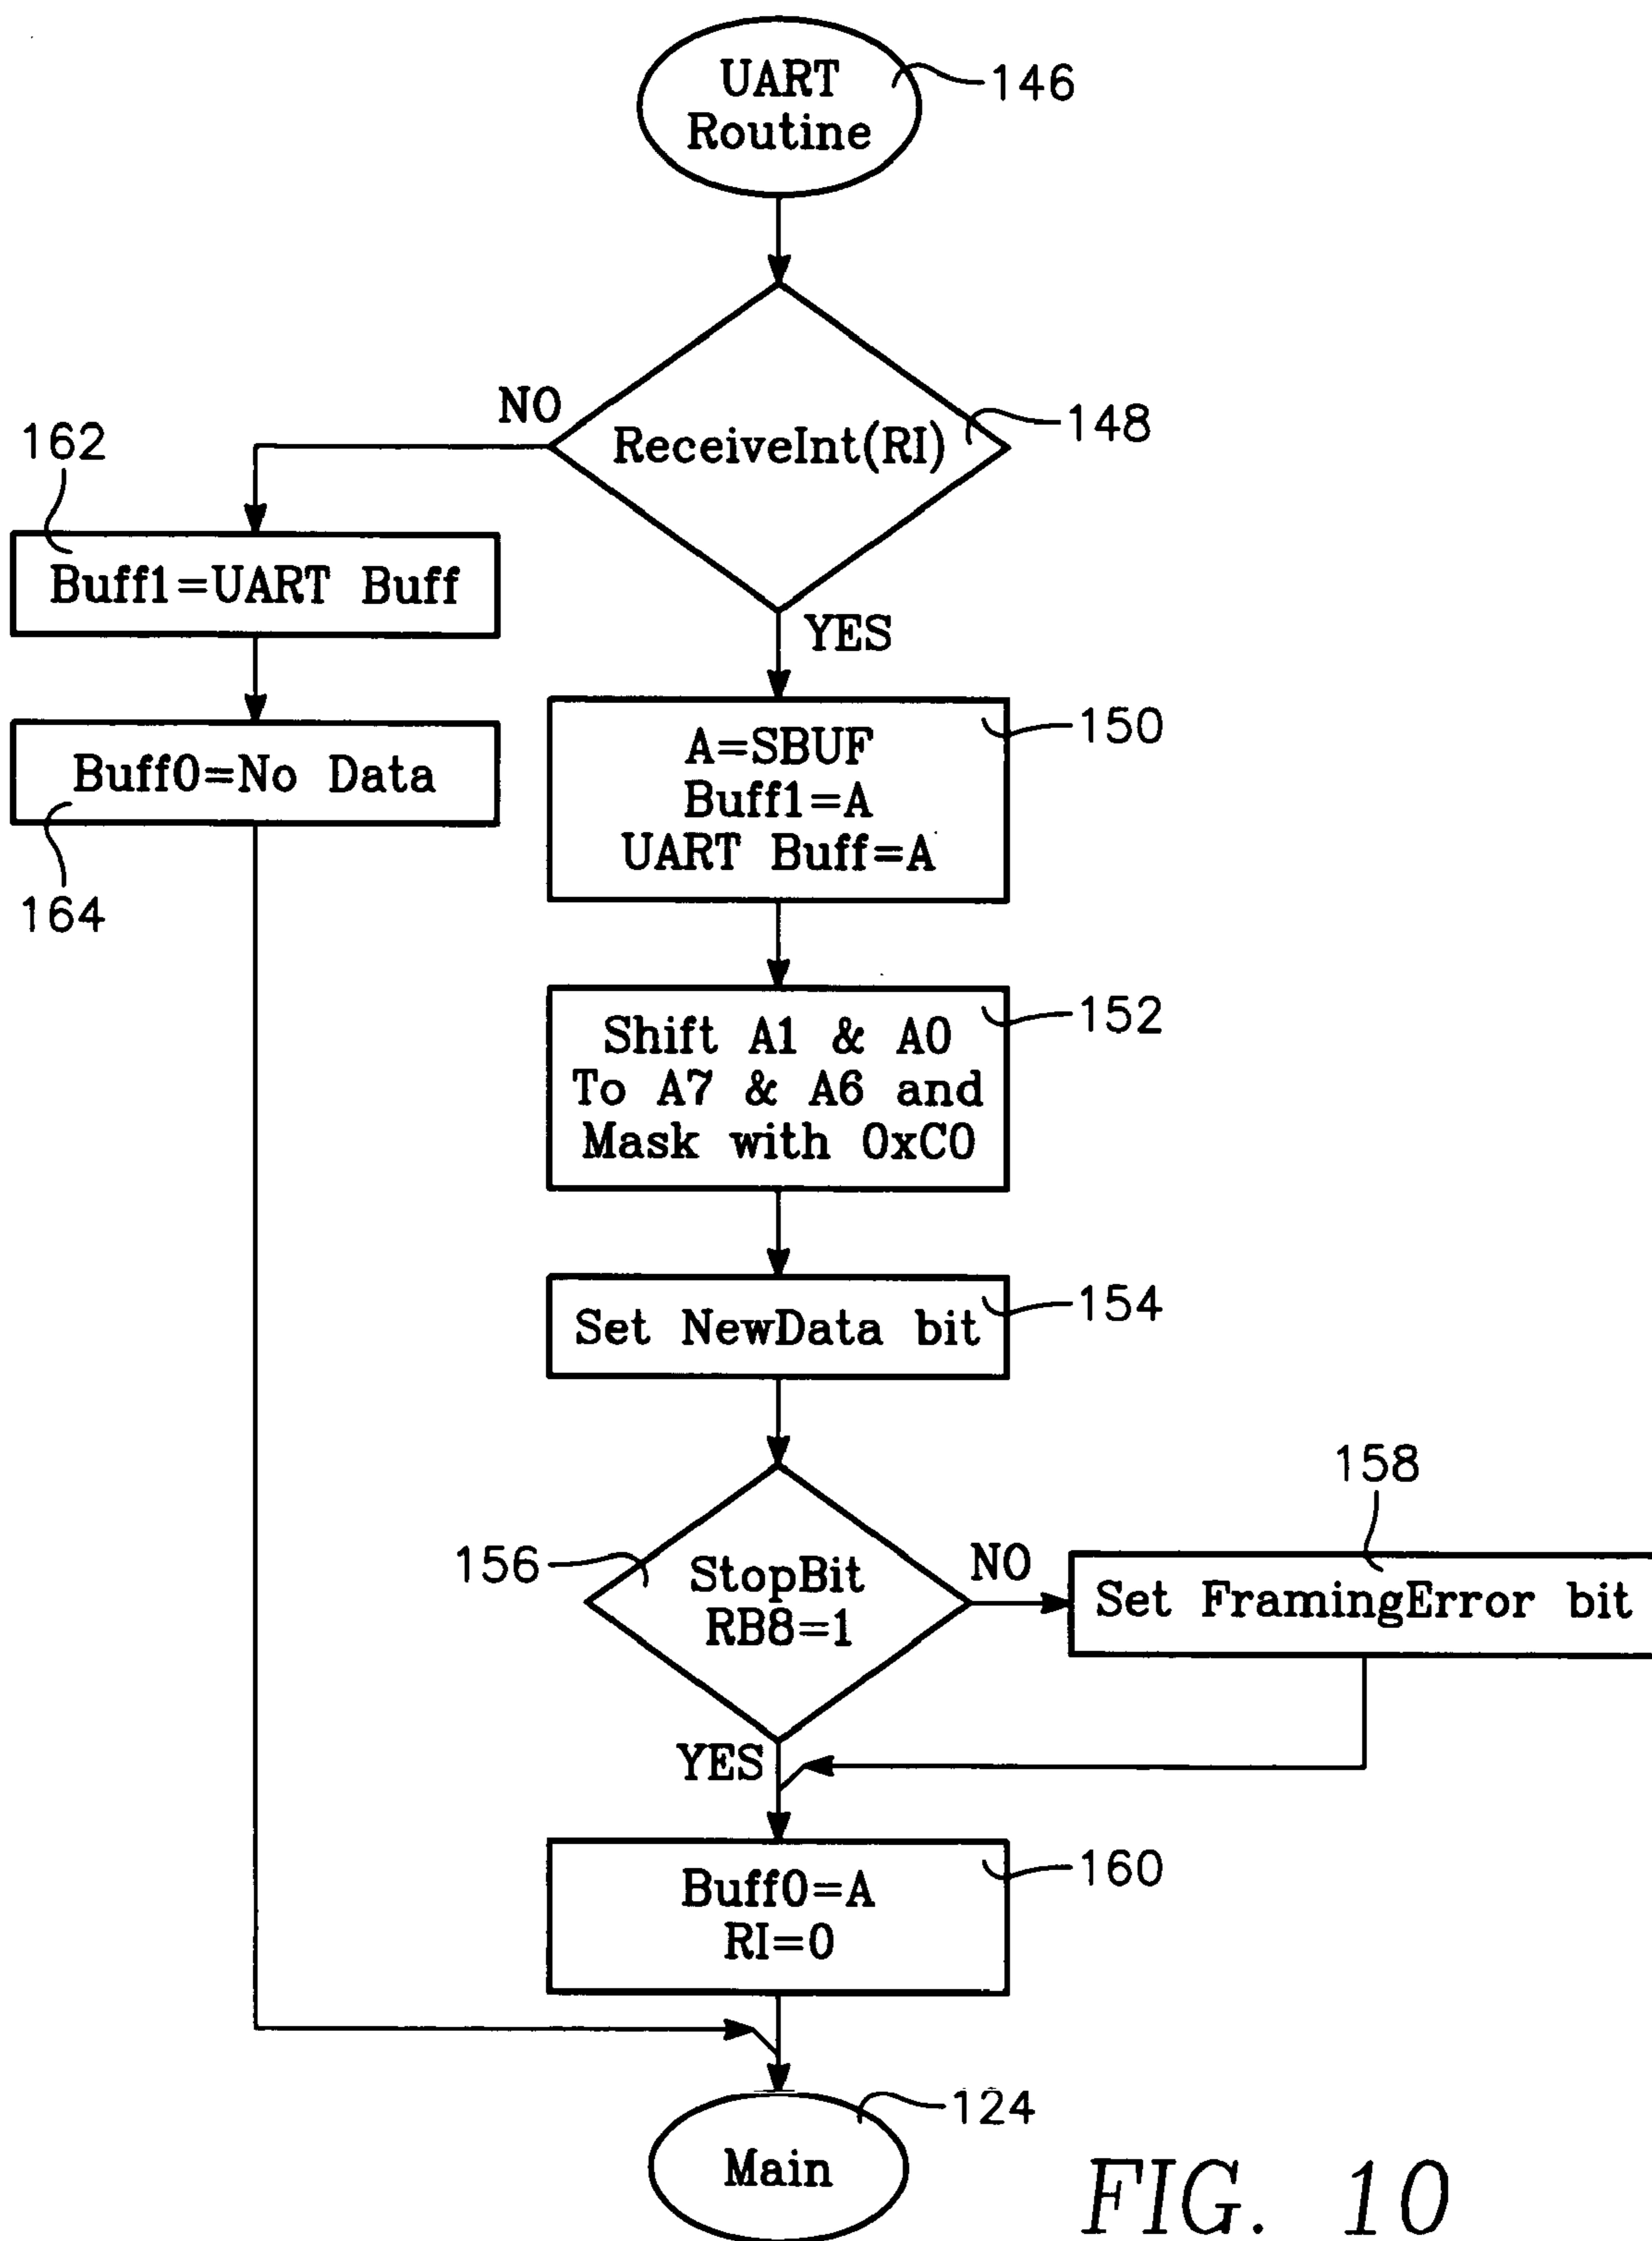 UART
Routine
146
ReceiveInt(RI)
148
NO
YES
162
Buff1=UART Buff
Buff0=No Data
164
A=SBUF
Buff1=A
UART Buff=A
150
Shift A1 & A0
To A7 & A6 and
Mask with 0xC0
152
Set NewData bit
154
156
StopBit
RB8=1
NO
158
Set FramingError bit
YES
Buff0=A
RI=0
160
Main
124
FIG. 10